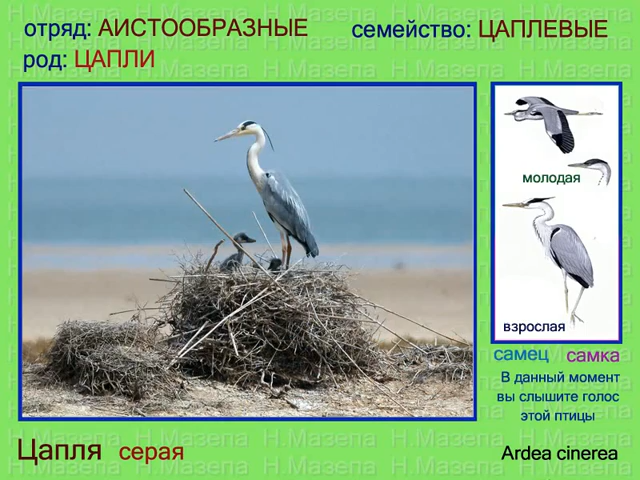 отряд: АИСТООБРАЗНЫЕ
семейство: ЦАПЛЕВЫЕ
род: ЦАПЛИ
молодая
взрослая
самец самка
В данный момент
вы слышите голос
этой птицы
Цапля серая
Ardea cinerea
Н.Мазепа